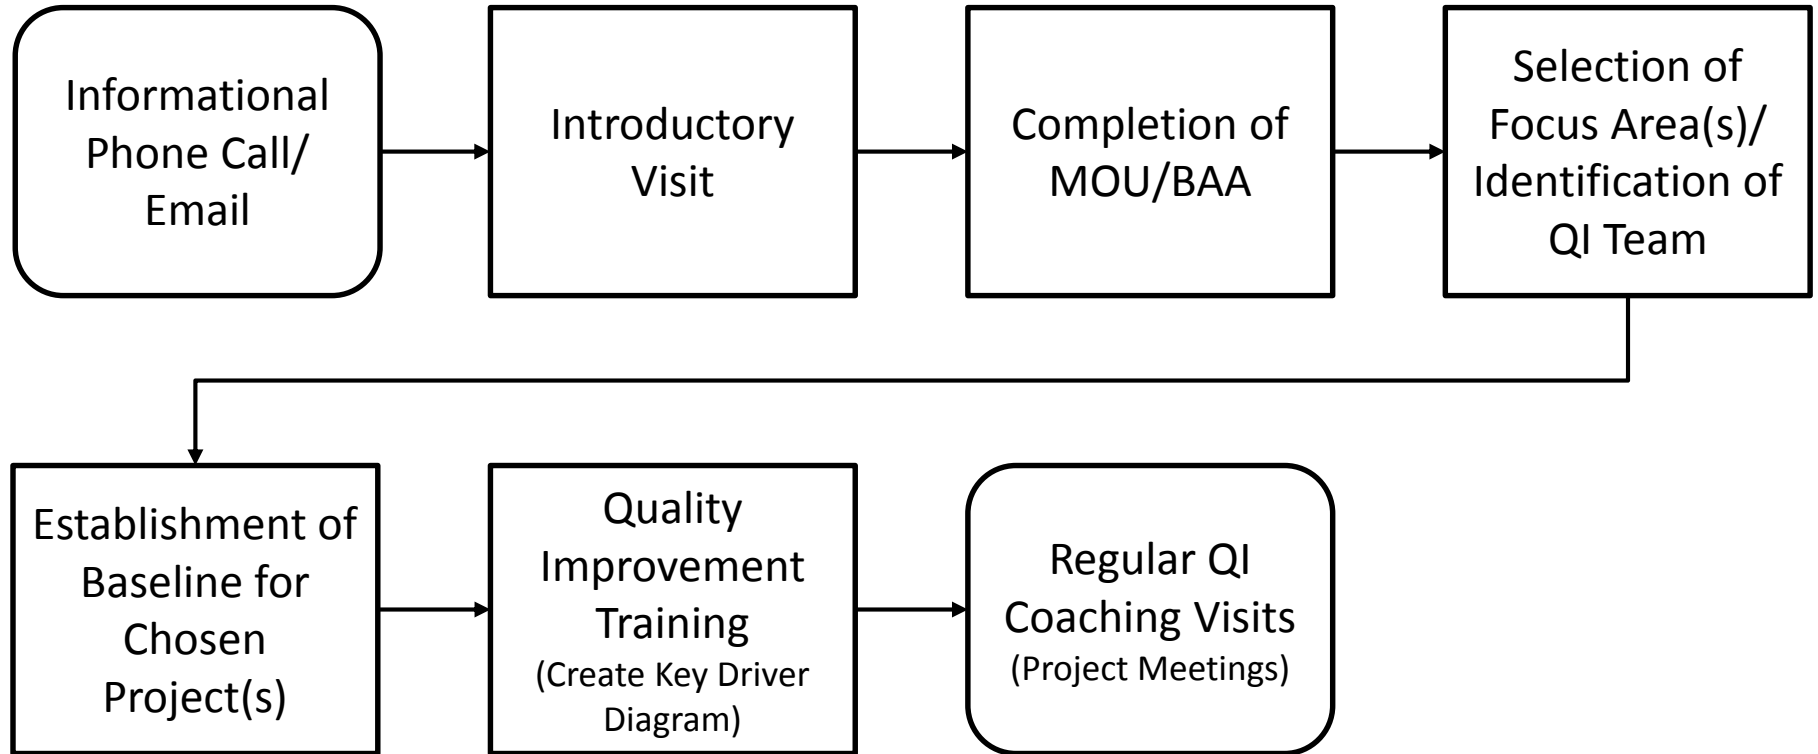 Informational
Phone Call/
Email
Introductory
Visit
Completion of
MOU/BAA
Selection of
Focus Area(s)/
Identification of
QI Team
Establishment of
Baseline for
Chosen
Project(s)
Quality
Improvement
Training
(Create Key Driver
Diagram)
Regular QI
Coaching Visits
(Project Meetings)